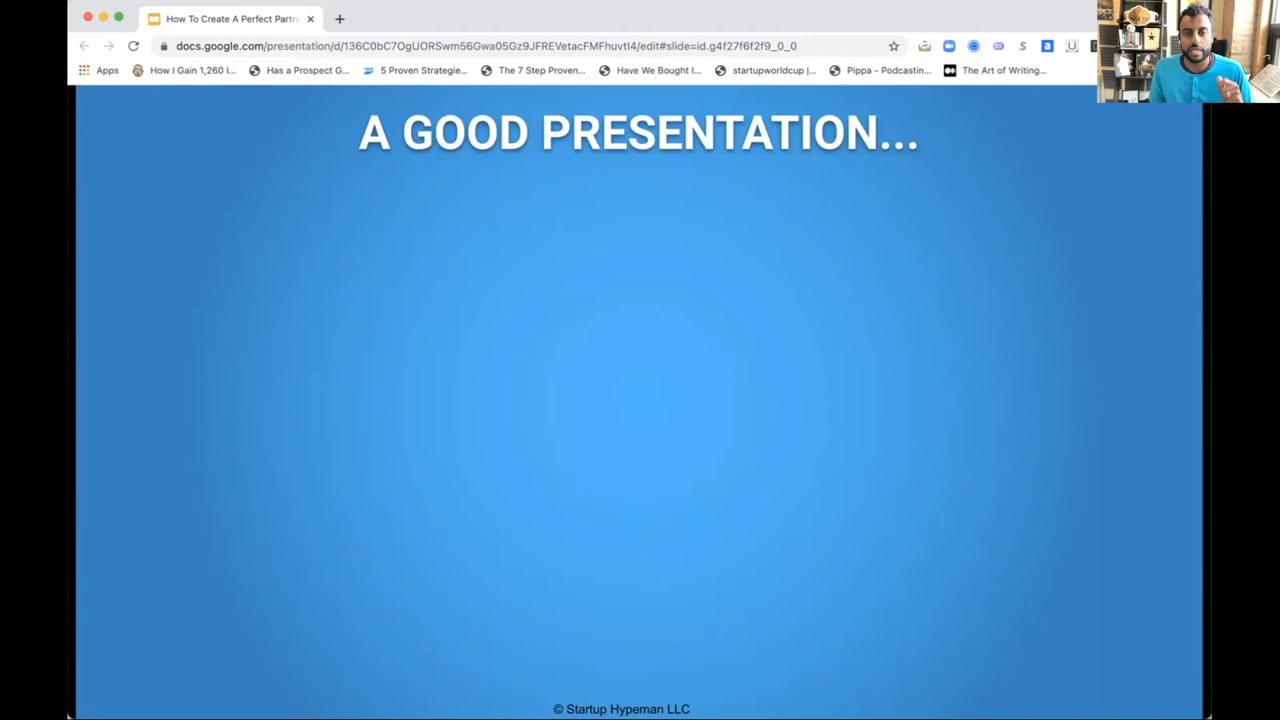 How To Create A Perfect Partn
docs.google.com/presentation/d/136C0bC7OgUORSwm56Gwa05Gz9JFREVetacFMFhuvtI4/edit#slide=id.g4f27f6f2f9_0_0
Apps How I Gain 1,260 I... Has a Prospect G... 5 Proven Strategie... The 7 Step Proven... Have We Bought I... startupworldcup |... Pippa - Podcastin... The Art of Writing...
A GOOD PRESENTATION...
© Startup Hypeman LLC